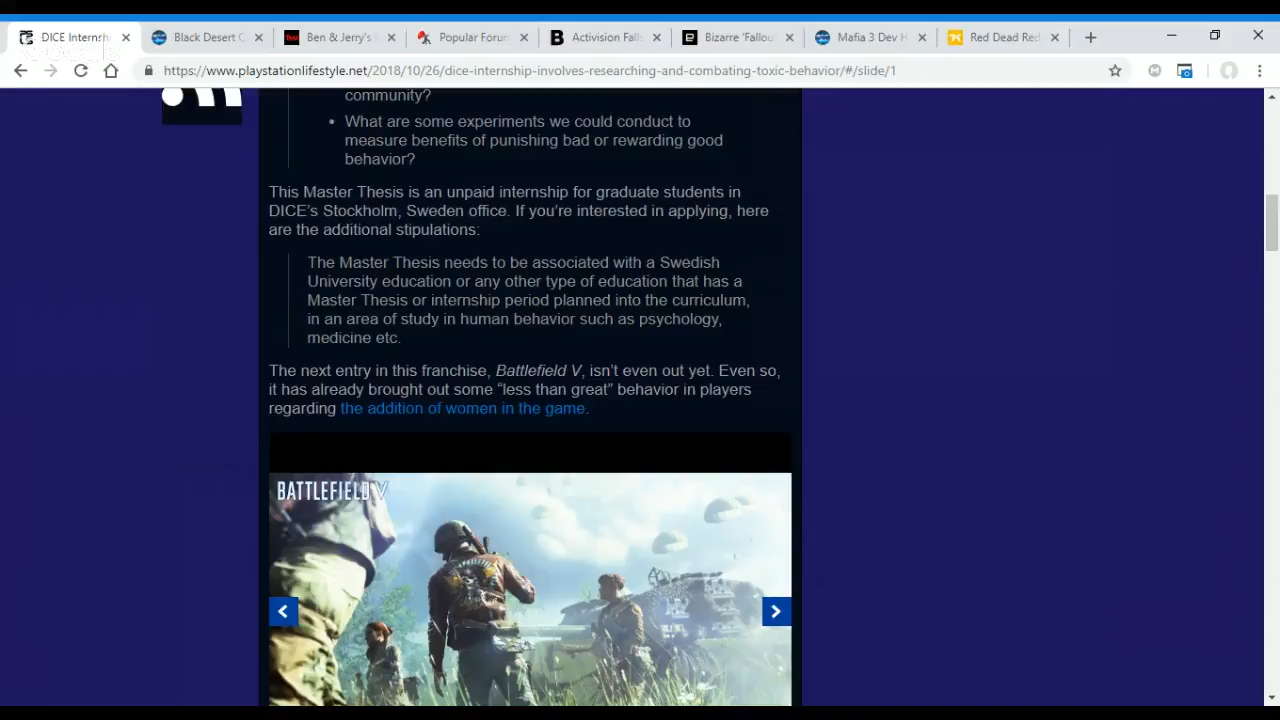 DICE Internsh
Black Desert C
Ben & Jerry's
Popular Forum
Activision Falls
Bizarre 'Fallou
Mafia 3 Dev H
Red Dead Red
https://www.playstationlifestyle.net/2018/10/26/dice-internship-involves-researching-and-combating-toxic-behavior/#/slide/1
community?
• What are some experiments we could conduct to
measure benefits of punishing bad or rewarding good
behavior?
This Master Thesis is an unpaid internship for graduate students in
DICE's Stockholm, Sweden office. If you're interested in applying, here
are the additional stipulations:
The Master Thesis needs to be associated with a Swedish
University education or any other type of education that has a
Master Thesis or internship period planned into the curriculum,
in an area of study in human behavior such as psychology,
medicine etc.
The next entry in this franchise, Battlefield V, isn't even out yet. Even so,
it has already brought out some “less than great” behavior in players
regarding the addition of women in the game.
BATTLEFIELD V